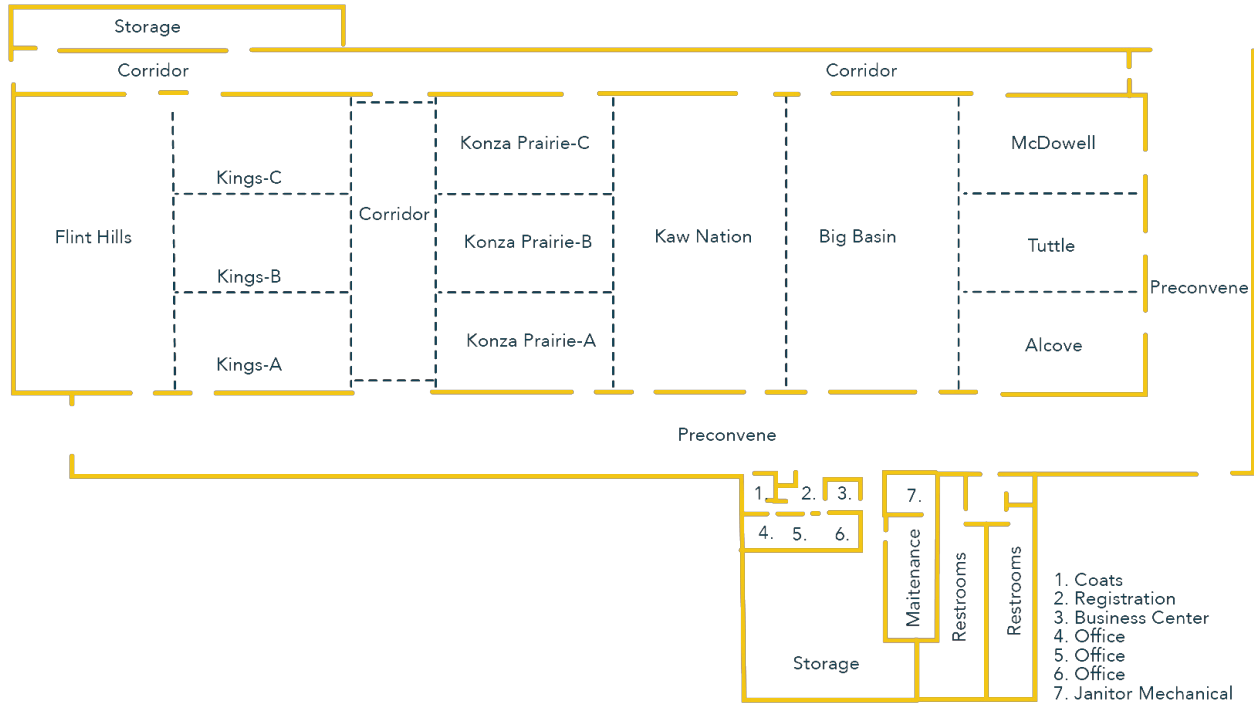 Storage
Corridor
Corridor
Konza Prairie-C
McDowell
Kings-C
Corridor
Flint Hills
Konza Prairie-B
Kaw Nation
Big Basin
Tuttle
Kings-B
Preconvene
Konza Prairie-A
Alcove
Kings-A
Preconvene
1.
2.
3.
7.
4.
5.
6.
Maitenance
Restrooms
Restrooms
Storage
1. Coats
2. Registration
3. Business Center
4. Office
5. Office
6. Office
7. Janitor Mechanical